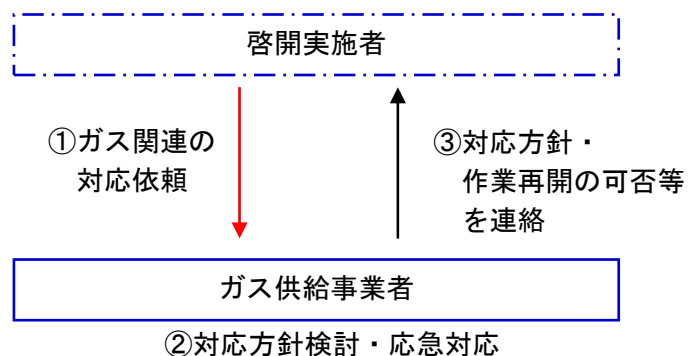 啓開実施者
①ガス関連の
対応依頼
③対応方針・
作業再開の可否等
を連絡
ガス供給事業者
②対応方針検討・応急対応